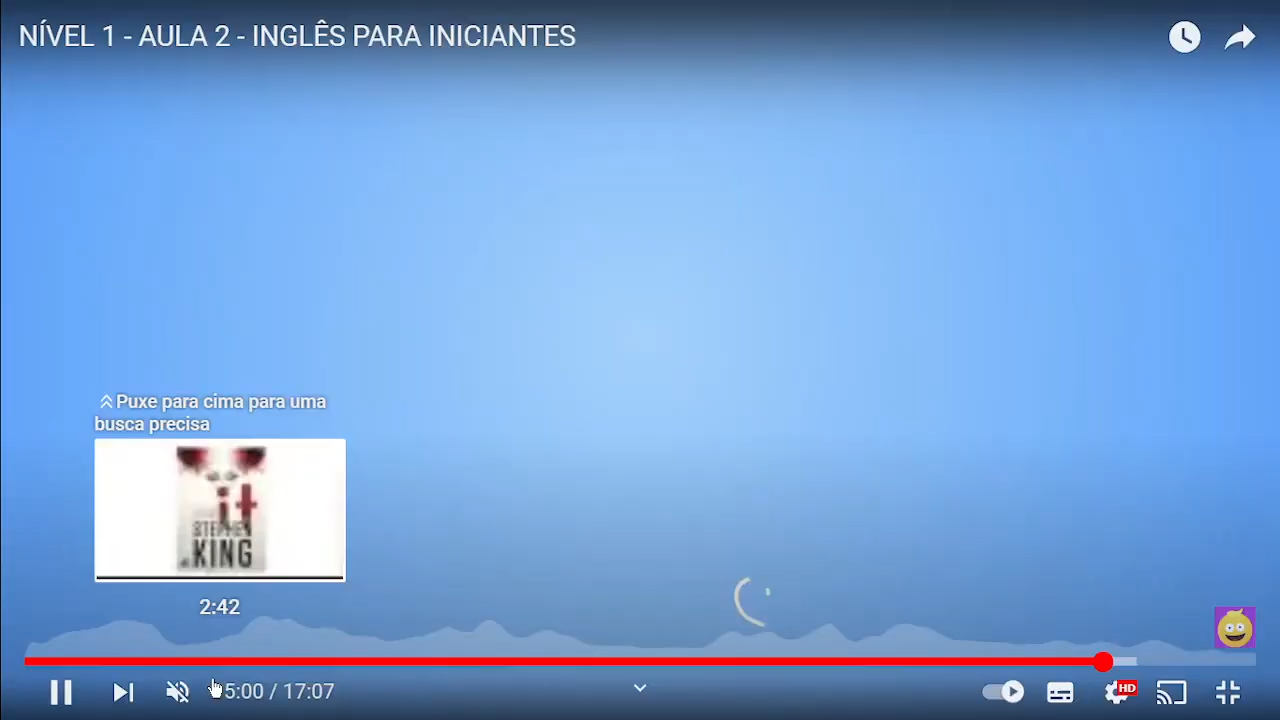 NÍVEL 1 - AULA 2 - INGLÊS PARA INICIANTES
Puxe para cima para uma
busca precisa
it
STEPHEN
KING
2:42
5:00 / 17:07
HD